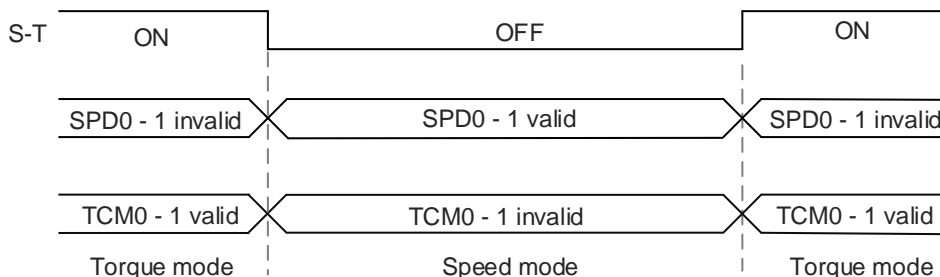 S-T ON OFF ON
SPD0 - 1 invalid SPD0 - 1 valid SPD0 - 1 invalid
TCM0 - 1 valid TCM0 - 1 invalid TCM0 - 1 valid
Torque mode Speed mode Torque mode